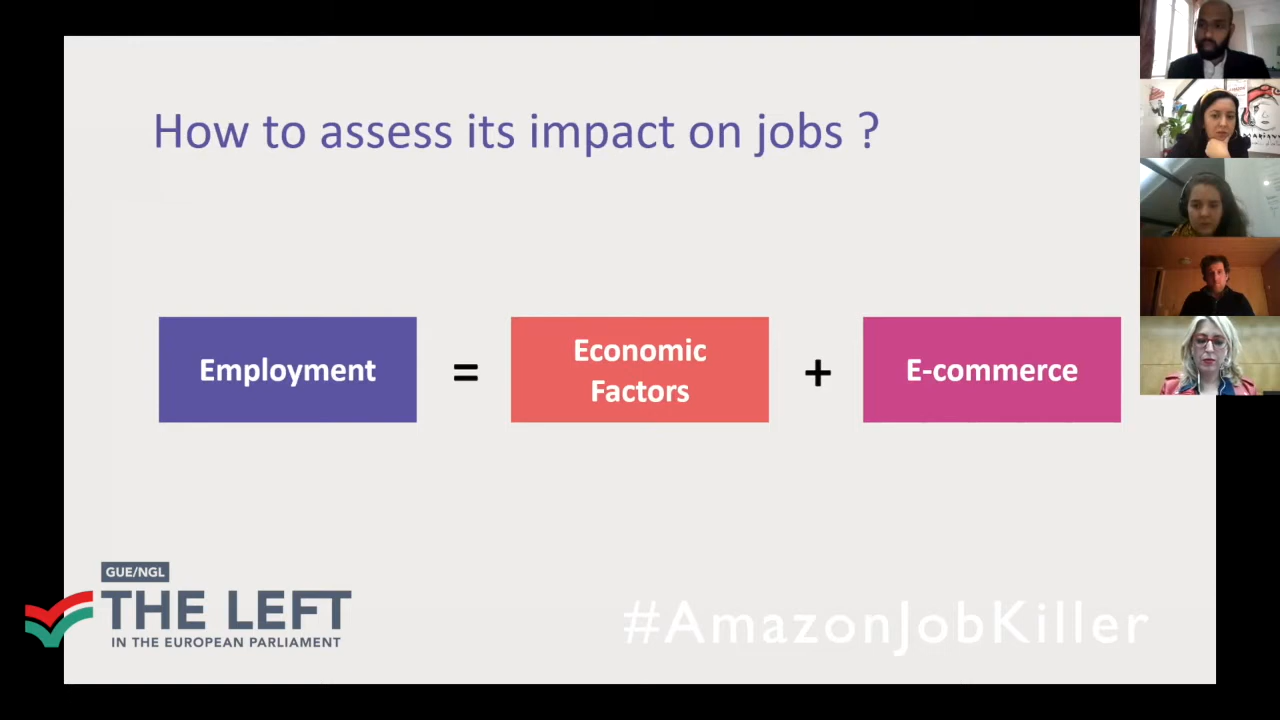 How to assess its impact on jobs ?
Employment
=
Economic
Factors
+
E-commerce
GUE/NGL
THE LEFT
IN THE EUROPEAN PARLIAMENT
#AmazonJobKiller